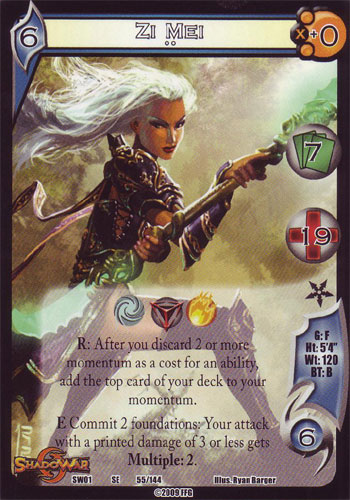 Zi Mei
6
X +0
7
19
R: After you discard 2 or more
momentum as a cost for an ability,
add the top card of your deck to your
momentum.
E Commit 2 foundations: Your attack
with a printed damage of 3 or less gets
Multiple: 2.
G: F
Ht: 5'4"
Wt: 120
BT: B
6
ShadoWar
SW01 SE 55/144 Illus. Ryan Barger
©2009 FFG